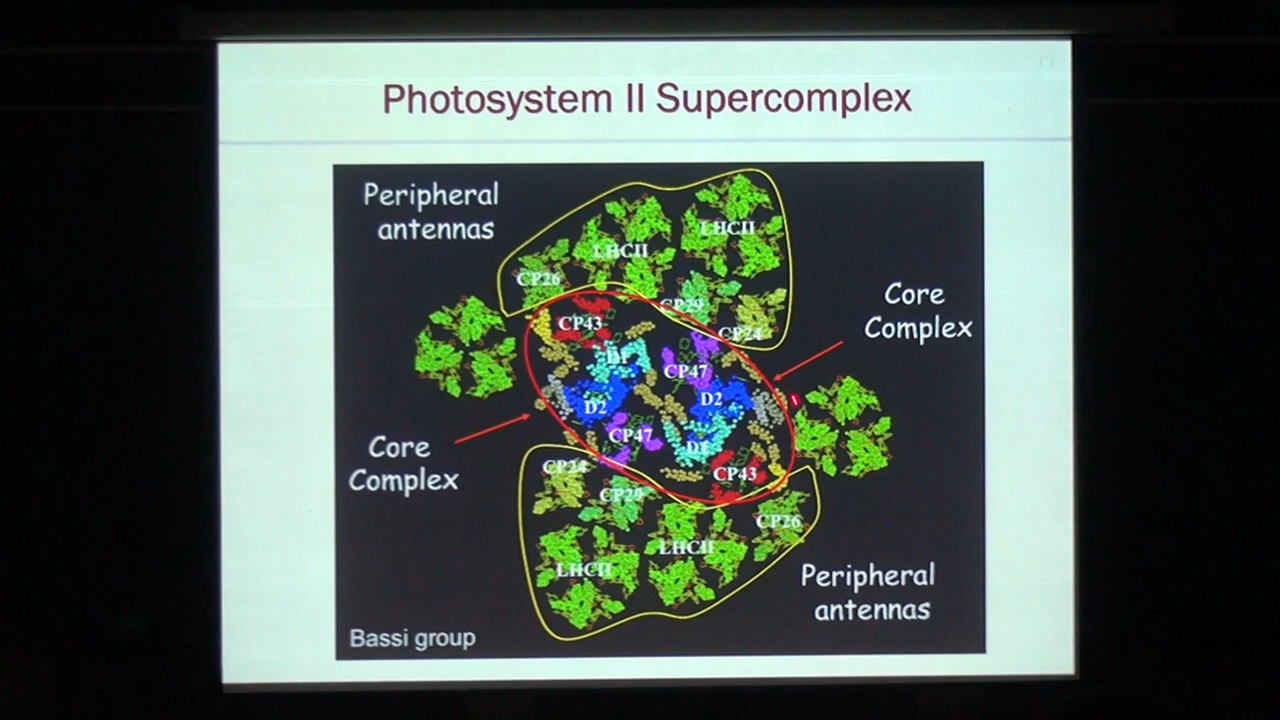 Photosystem II Supercomplex
Peripheral
antennas
LHCII
LHCII
CP26
CP29
Core
Complex
CP43
CP24
D1
CP47
D2
D2
CP47
D1
Core
Complex
CP24
CP43
CP29
CP26
LHCII
LHCII
Peripheral
antennas
Bassi group